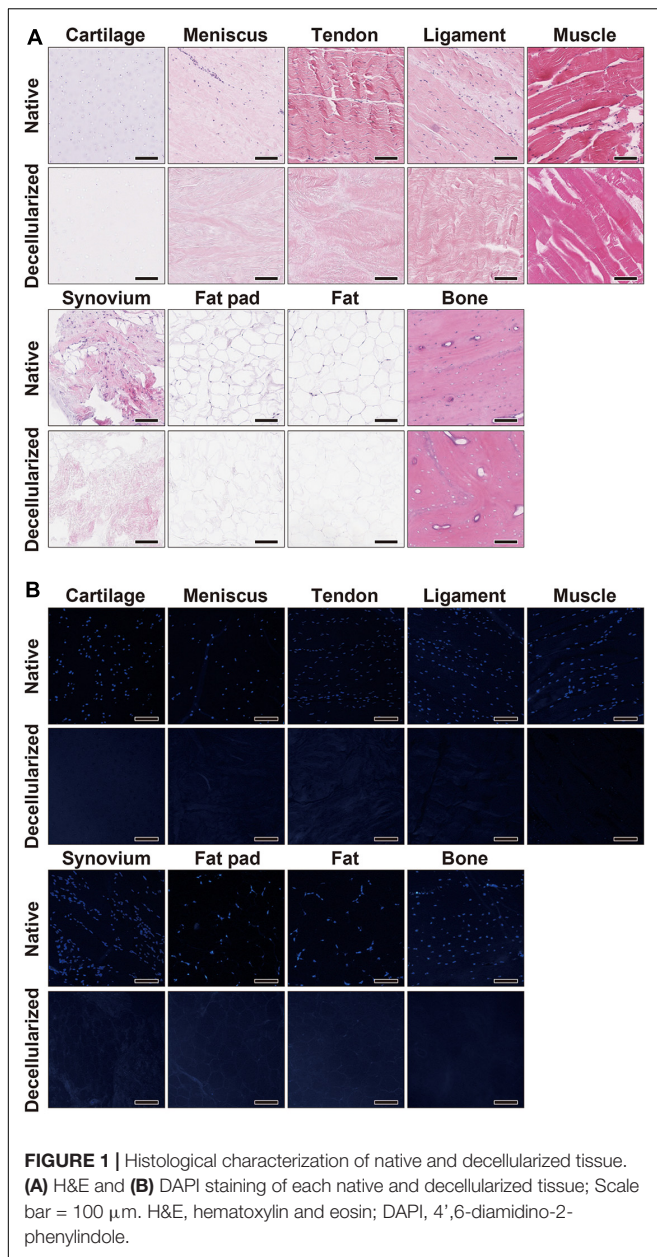 A
Cartilage Meniscus Tendon Ligament Muscle
Native
Decellularized
Synovium Fat pad Fat Bone
Native
Decellularized
B
Cartilage Meniscus Tendon Ligament Muscle
Native
Decellularized
Synovium Fat pad Fat Bone
Native
Decellularized
FIGURE 1 | Histological characterization of native and decellularized tissue.
(A) H&E and (B) DAPI staining of each native and decellularized tissue; Scale
bar = 100 μm. H&E, hematoxylin and eosin; DAPI, 4’,6-diamidino-2-
phenylindole.